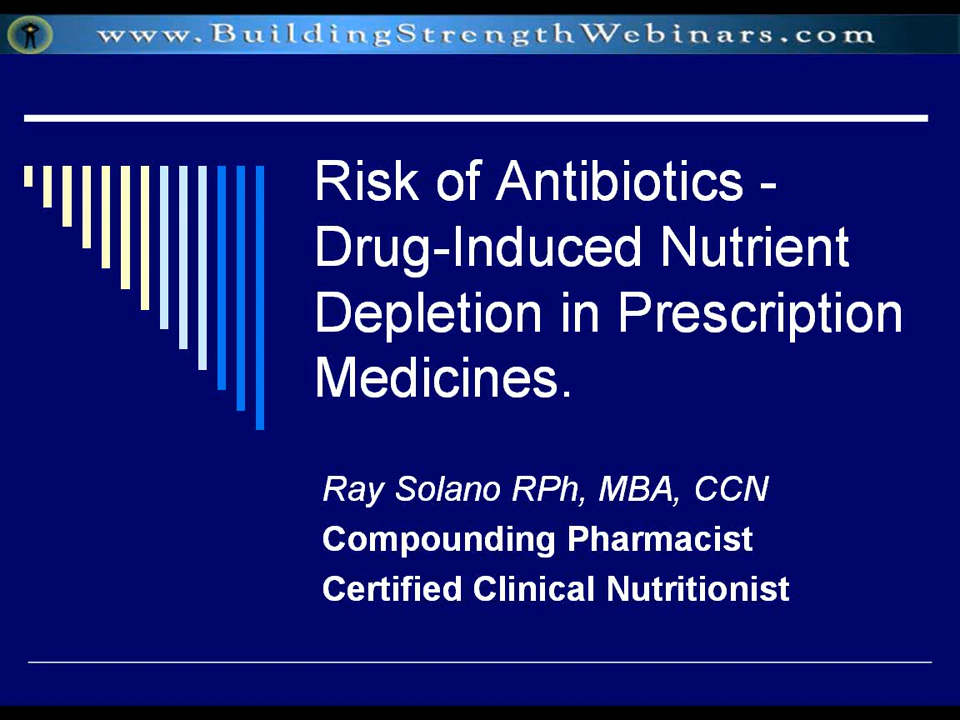 www.BuildingStrengthWebinars.com
Risk of Antibiotics -
Drug-Induced Nutrient
Depletion in Prescription
Medicines.
Ray Solano RPh, MBA, CCN
Compounding Pharmacist
Certified Clinical Nutritionist